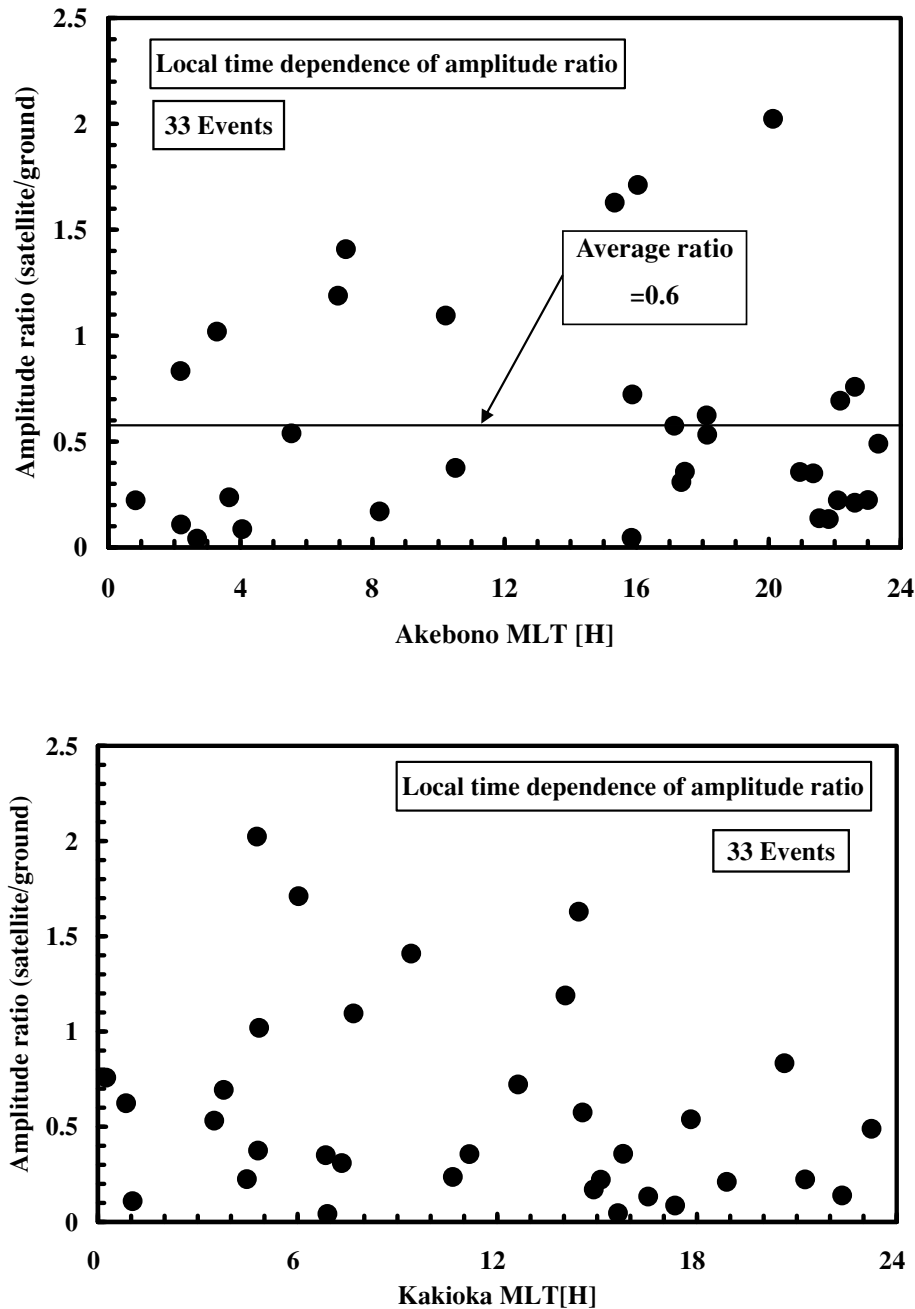 2.5
Local time dependence of amplitude ratio
33 Events
2
1.5
Average ratio
=0.6
1
0.5
0
Amplitude ratio (satellite/ground)
0 4 8 12 16 20 24
Akebono MLT [H]
2.5
Local time dependence of amplitude ratio
33 Events
2
1.5
1
0.5
0
Amplitude ratio (satellite/ground)
0 6 12 18 24
Kakioka MLT[H]